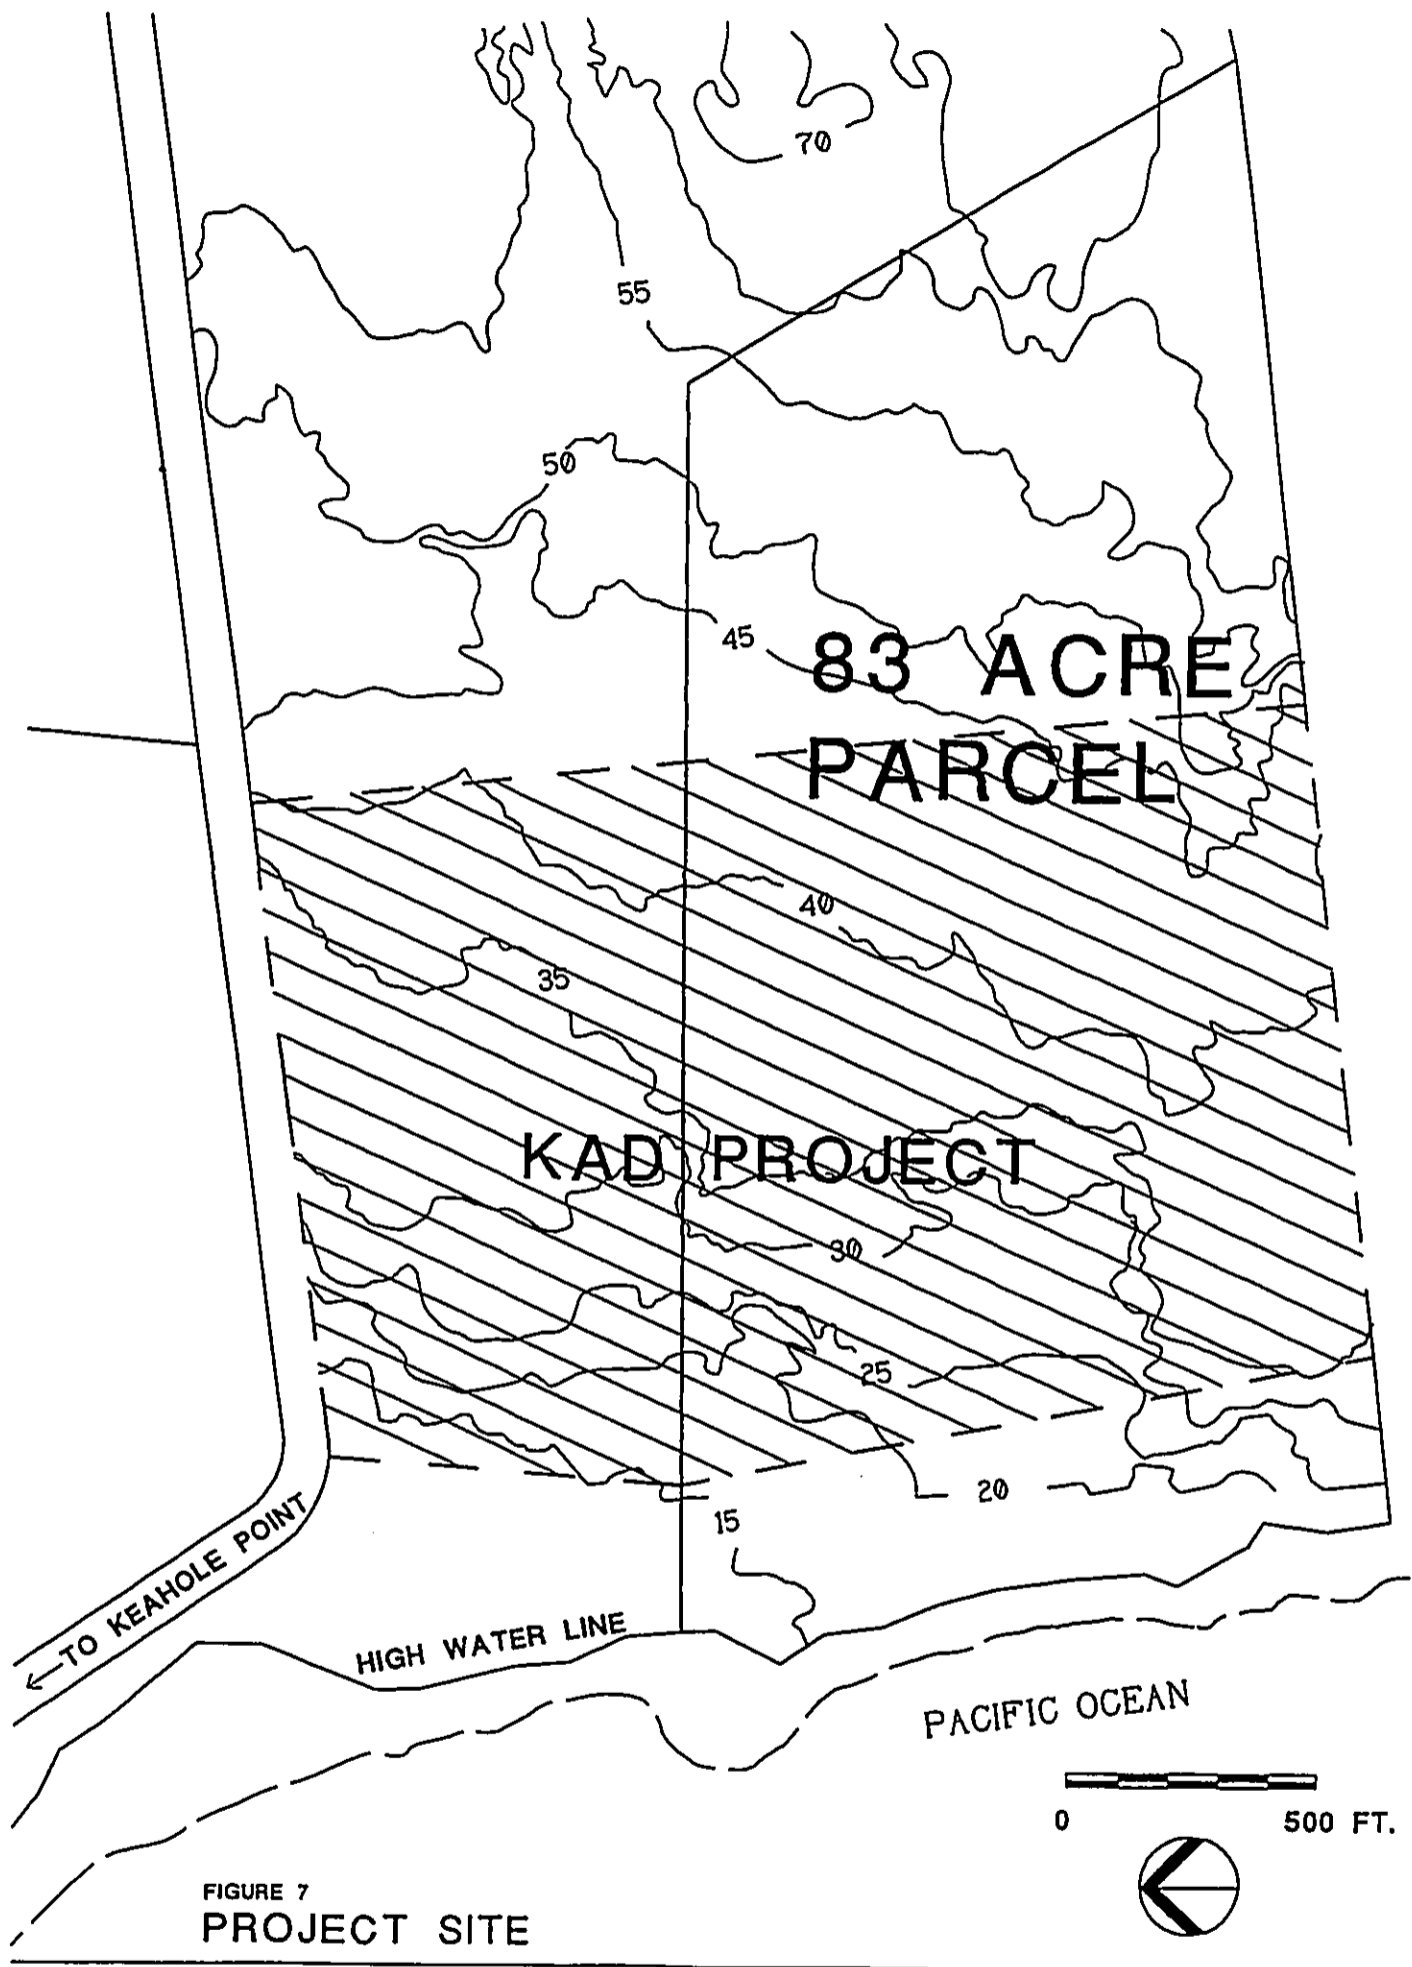 70
55
50
45
83 ACRE
PARCEL
40
35
KAD PROJECT
30
25
20
15
←TO KEAHOLE POINT
HIGH WATER LINE
PACIFIC OCEAN
0 500 FT.
FIGURE 7
PROJECT SITE